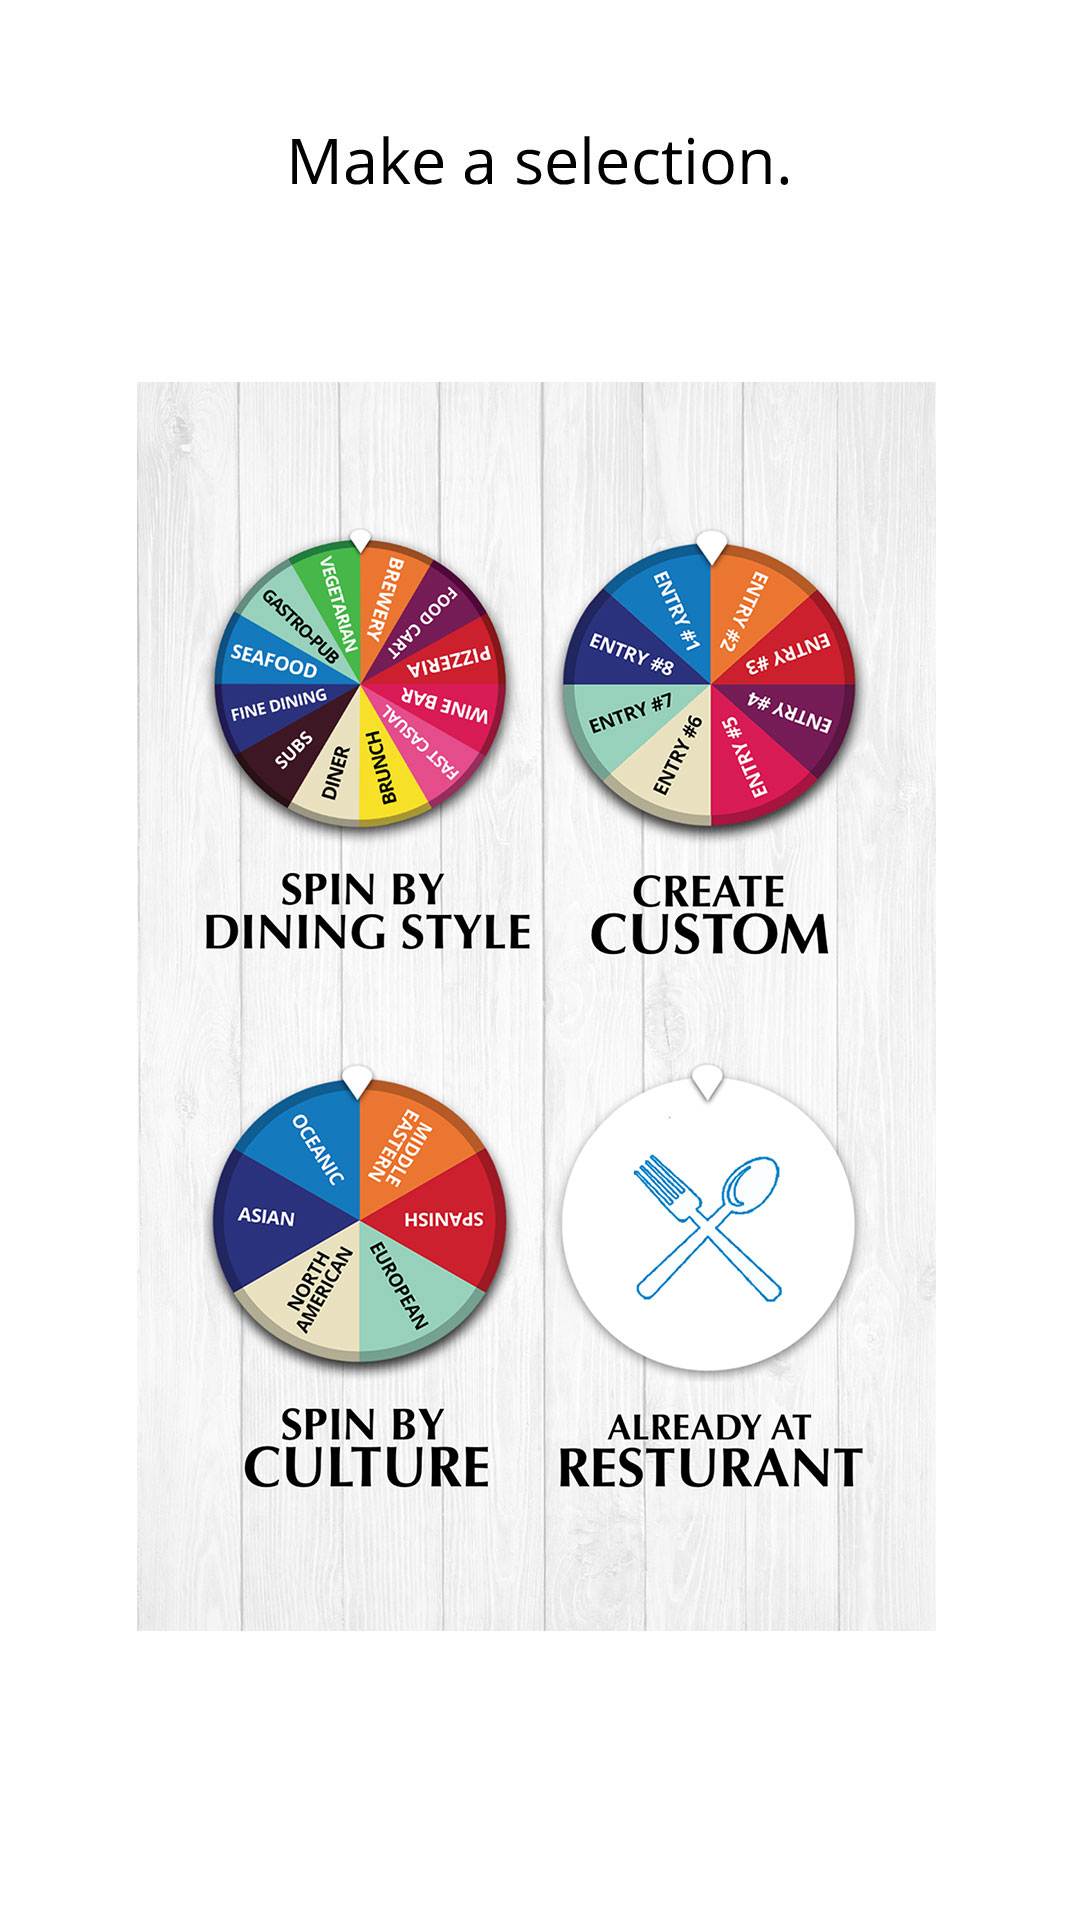 Make a selection.
VEGETARIAN
BREWERY
FOOD CART
PIZZERIA
WINE BAR
FAST CASUAL
BRUNCH
DINER
SUBS
FINE DINING
SEAFOOD
GASTRO-PUB
SPIN BY
DINING STYLE
ENTRY #1
ENTRY #2
ENTRY #3
ENTRY #4
ENTRY #5
ENTRY #6
ENTRY #7
ENTRY #8
CREATE
CUSTOM
OCEANIC
MIDDLE
EASTERN
SPANISH
EUROPEAN
NORTH
AMERICAN
ASIAN
SPIN BY
CULTURE
ALREADY AT
RESTURANT